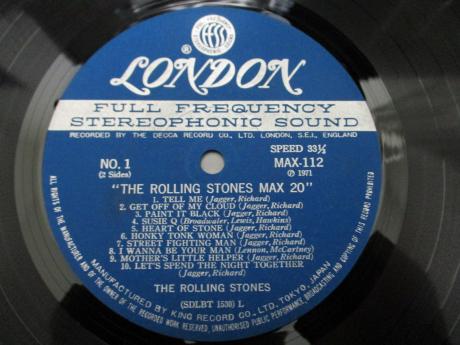 FFSS
® LONDON
FULL FREQUENCY
STEREOPHONIC SOUND
RECORDED BY THE DECCA RECORD CO., LTD. LONDON, S.E.I., ENGLAND
SPEED 33⅓
NO. 1
MAX-112
(2 Sides)
Ⓟ 1971
"THE ROLLING STONES MAX 20"
1. TELL ME (Jagger, Richard)
2. GET OFF OF MY CLOUD (Jagger, Richard)
3. PAINT IT BLACK (Jagger, Richard)
4. SUSIE Q (Broadwater, Lewis, Hawkins)
5. HEART OF STONE (Jagger, Richard)
6. HONKY TONK WOMAN (Jagger, Richard)
7. STREET FIGHTING MAN (Jagger, Richard)
8. I WANNA BE YOUR MAN (Lennon, McCartney)
9. MOTHER'S LITTLE HELPER (Jagger, Richard)
10. LET'S SPEND THE NIGHT TOGETHER
(Jagger, Richard)
THE ROLLING STONES
(SDLBT 1530) L
MANUFACTURED BY KING RECORD CO., LTD, TOKYO, JAPAN
ALL RIGHTS OF THE MANUFACTURER AND OF THE OWNER OF THE RECORDED WORK RESERVED, UNAUTHORISED PUBLIC PERFORMANCE, BROADCASTING AND COPYING OF THIS RECORD PROHIBITED